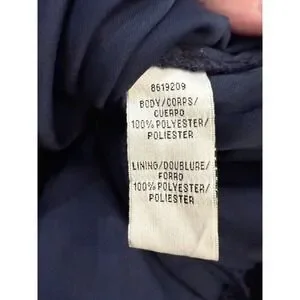 8619209
BODY/CORPS/
CUERPO
100% POLYESTER/
POLIESTER
LINING/DOUBLURE/
FORRO
100% POLYESTER/
POLIESTER